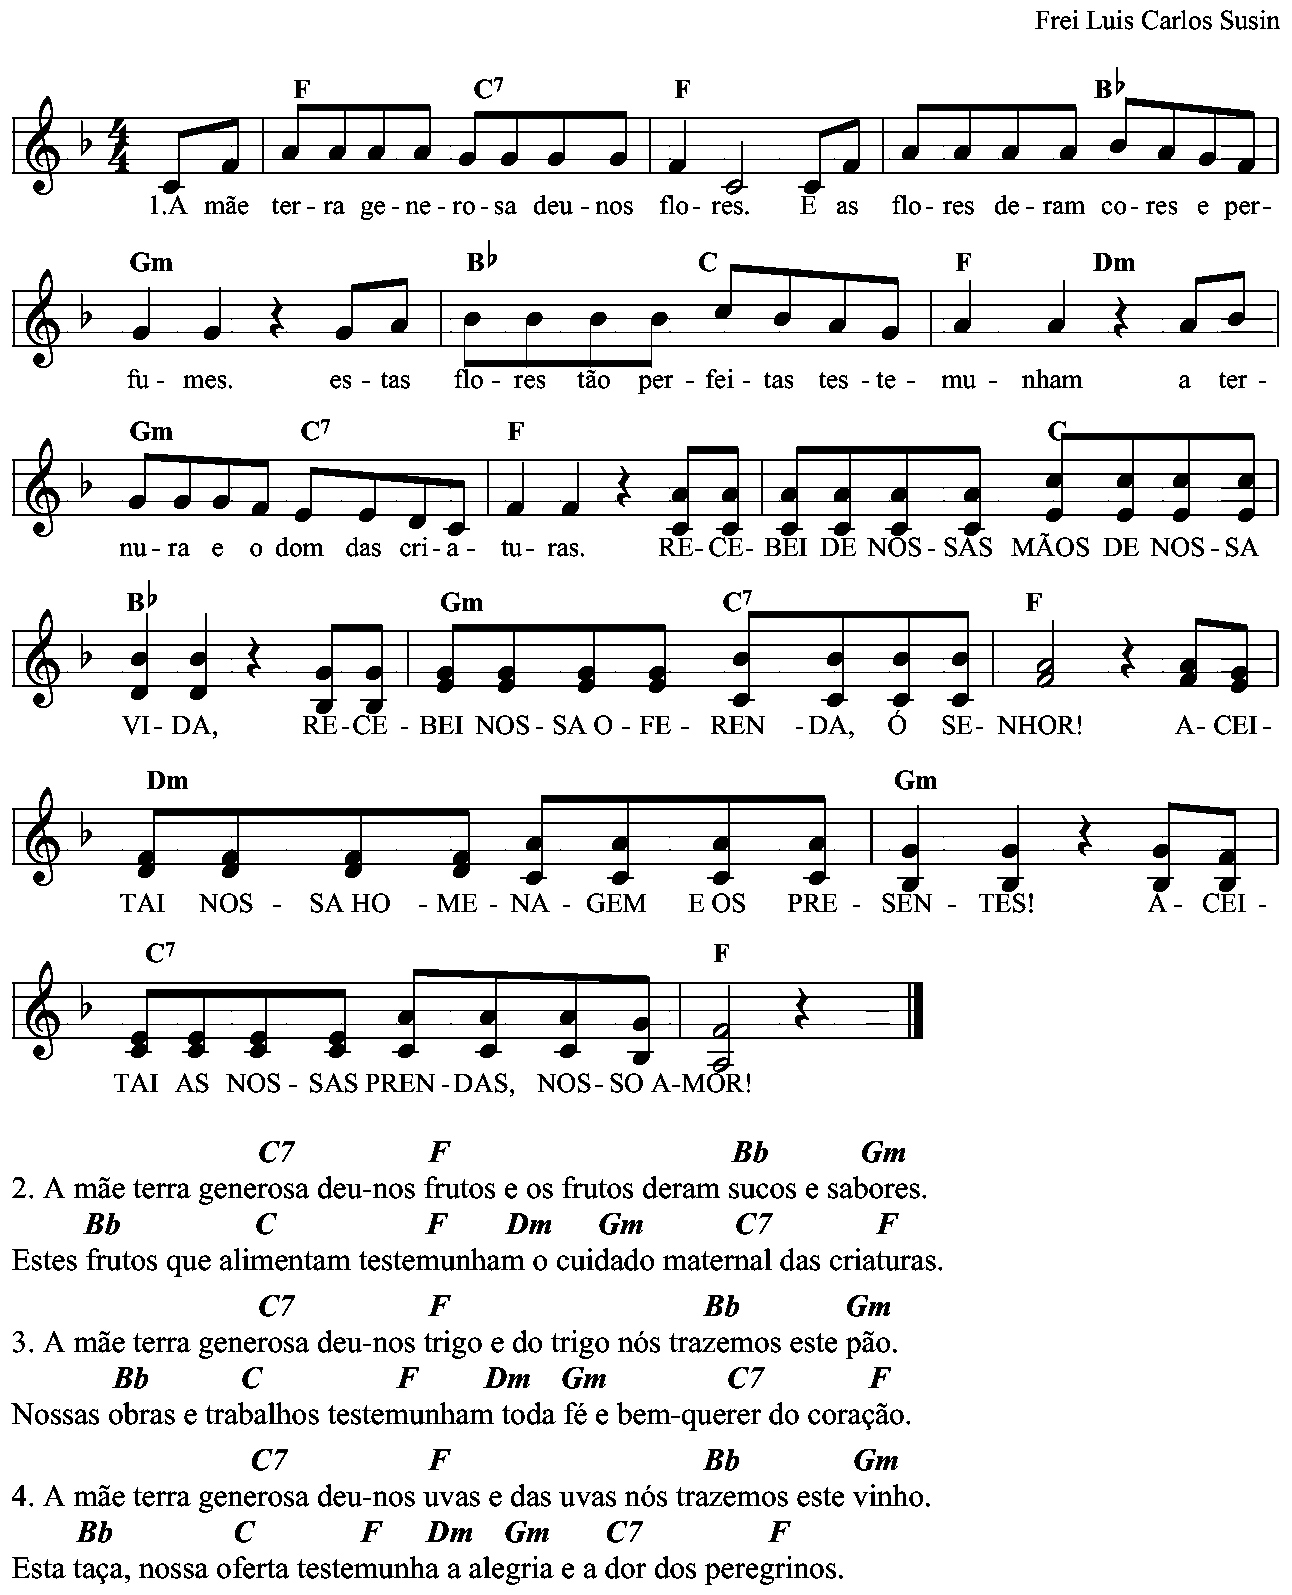 Frei Luis Carlos Susin
F C7 F B♭
4/4
1.A mãe ter-ra ge-ne-ro-sa deu-nos flo-res. E as flo-res de-ram co-res e per-
Gm B♭ C F Dm
fu-mes. es-tas flo-res tão per-fei-tas tes-te-mu-nham a ter-
Gm C7 F C
nu-ra e o dom das cri-a-tu-ras. RE-CE-BEI DE NOS-SAS MÃOS DE NOS-SA
B♭ Gm C7 F
VI-DA, RE-CE-BEI NOS-SA O-FE-REN-DA, Ó SE-NHOR! A-CEI-
Dm Gm
TAI NOS-SA HO-ME-NA-GEM E OS PRE-SEN-TES! A-CEI-
C7 F
TAI AS NOS-SAS PREN-DAS, NOS-SO A-MOR!
C7 F Bb Gm
2. A mãe terra generosa deu-nos frutos e os frutos deram sucos e sabores.
Bb C F Dm Gm C7 F
Estes frutos que alimentam testemunham o cuidado maternal das criaturas.
C7 F Bb Gm
3. A mãe terra generosa deu-nos trigo e do trigo nós trazemos este pão.
Bb C F Dm Gm C7 F
Nossas obras e trabalhos testemunham toda fé e bem-querer do coração.
C7 F Bb Gm
4. A mãe terra generosa deu-nos uvas e das uvas nós trazemos este vinho.
Bb C F Dm Gm C7 F
Esta taça, nossa oferta testemunha a alegria e a dor dos peregrinos.